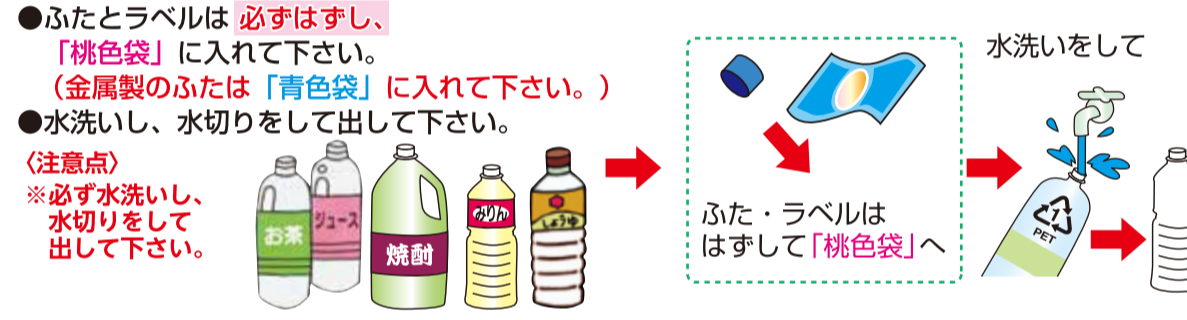 ●ふたとラベルは 必ずはずし、
「桃色袋」に入れて下さい。
（金属製のふたは「青色袋」に入れて下さい。）
●水洗いし、水切りをして出して下さい。
〈注意点〉
※必ず水洗いし、
水切りをして
出して下さい。
お茶
ジュース
焼酎
みりん
しょうゆ
ふた・ラベルは
はずして「桃色袋」へ
水洗いをして
1
PET